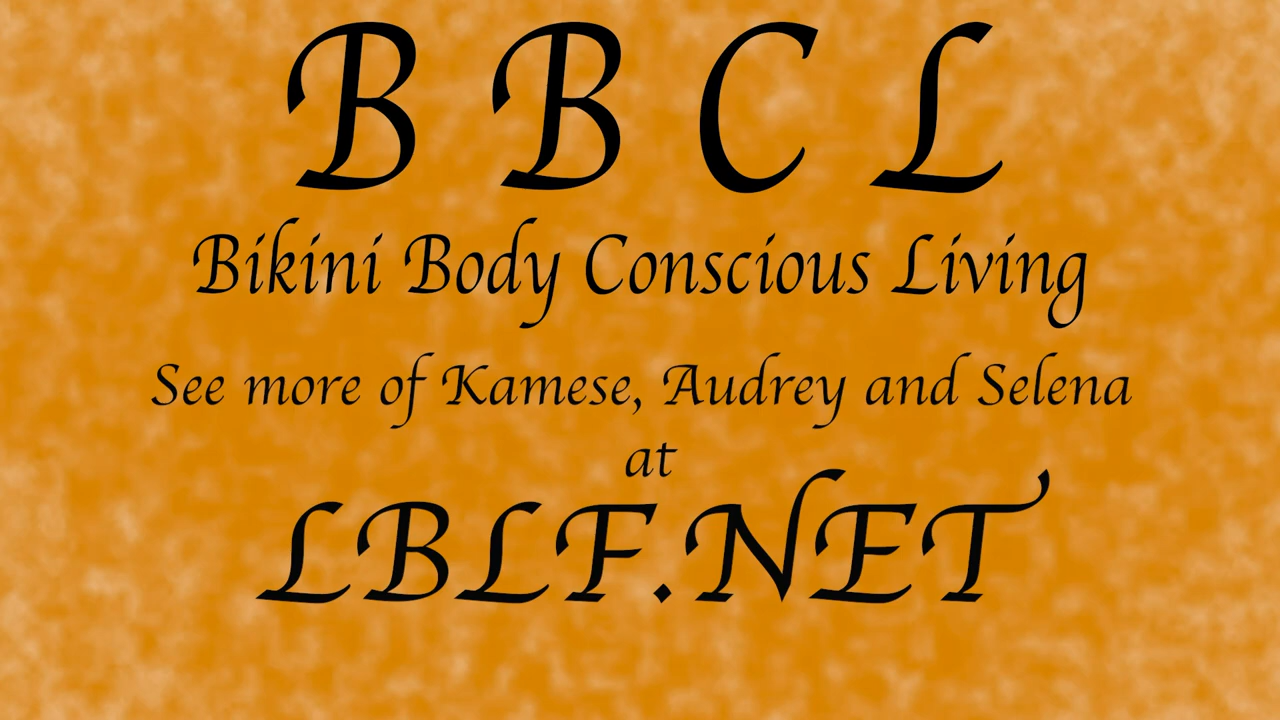 B B C L
Bikini Body Conscious Living
See more of Kamese, Audrey and Selena
at
LBLF.NET